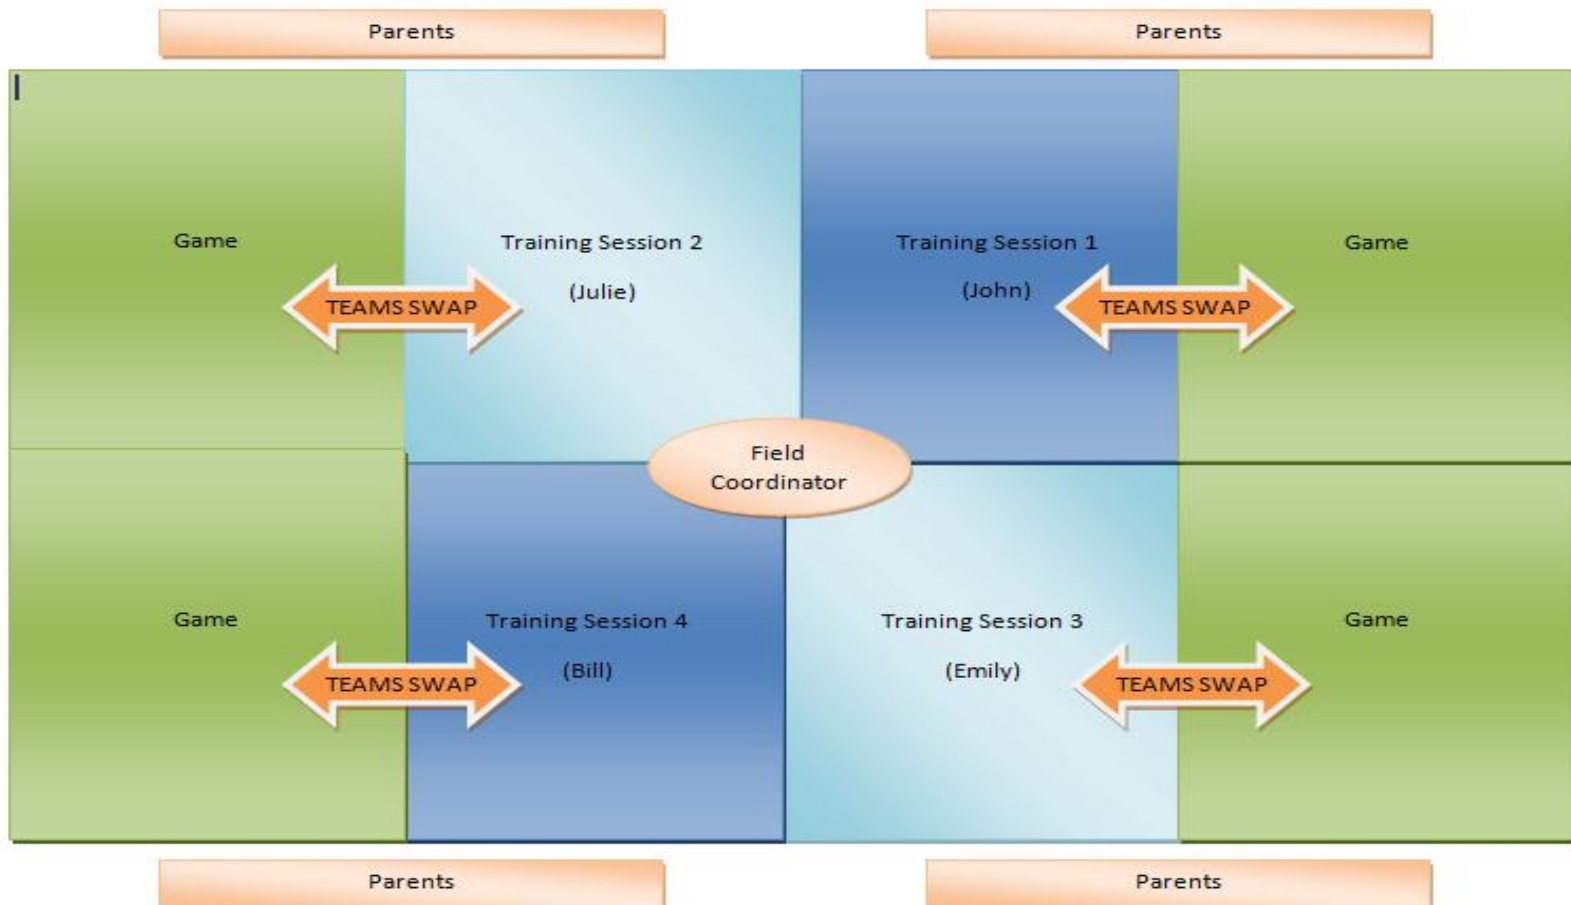 Parents
Parents
Game
Training Session 2
(Julie)
TEAMS SWAP
Training Session 1
(John)
TEAMS SWAP
Game
Field
Coordinator
Game
Training Session 4
(Bill)
TEAMS SWAP
Training Session 3
(Emily)
TEAMS SWAP
Game
Parents
Parents